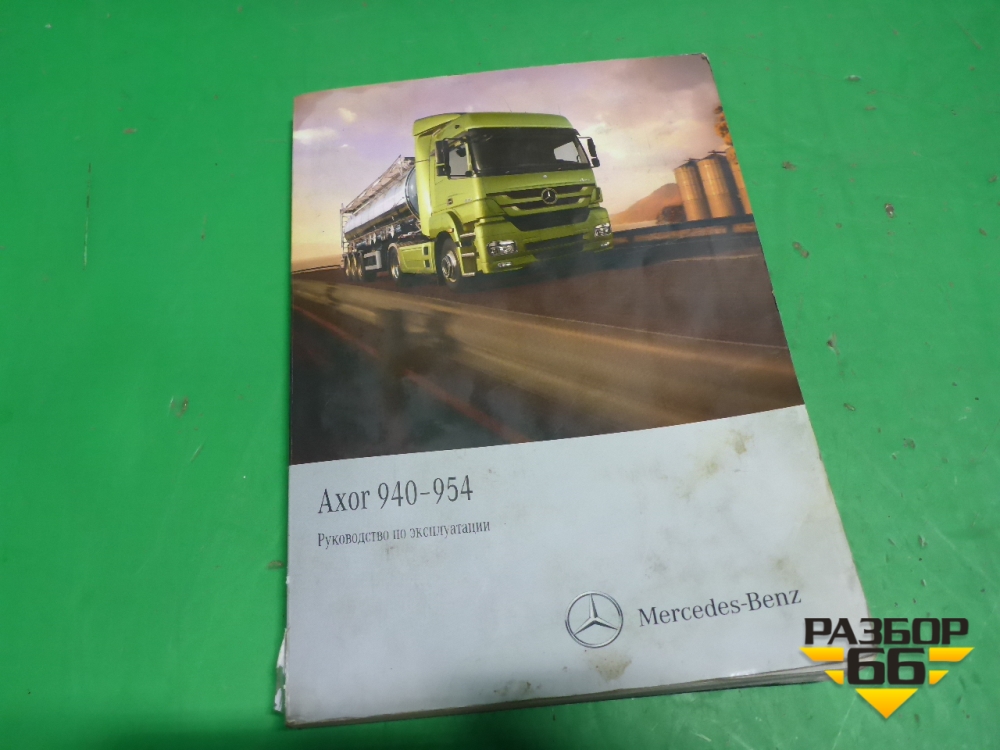 Axor 940-954
Руководство по эксплуатации
Mercedes-Benz
РАЗБОР
66